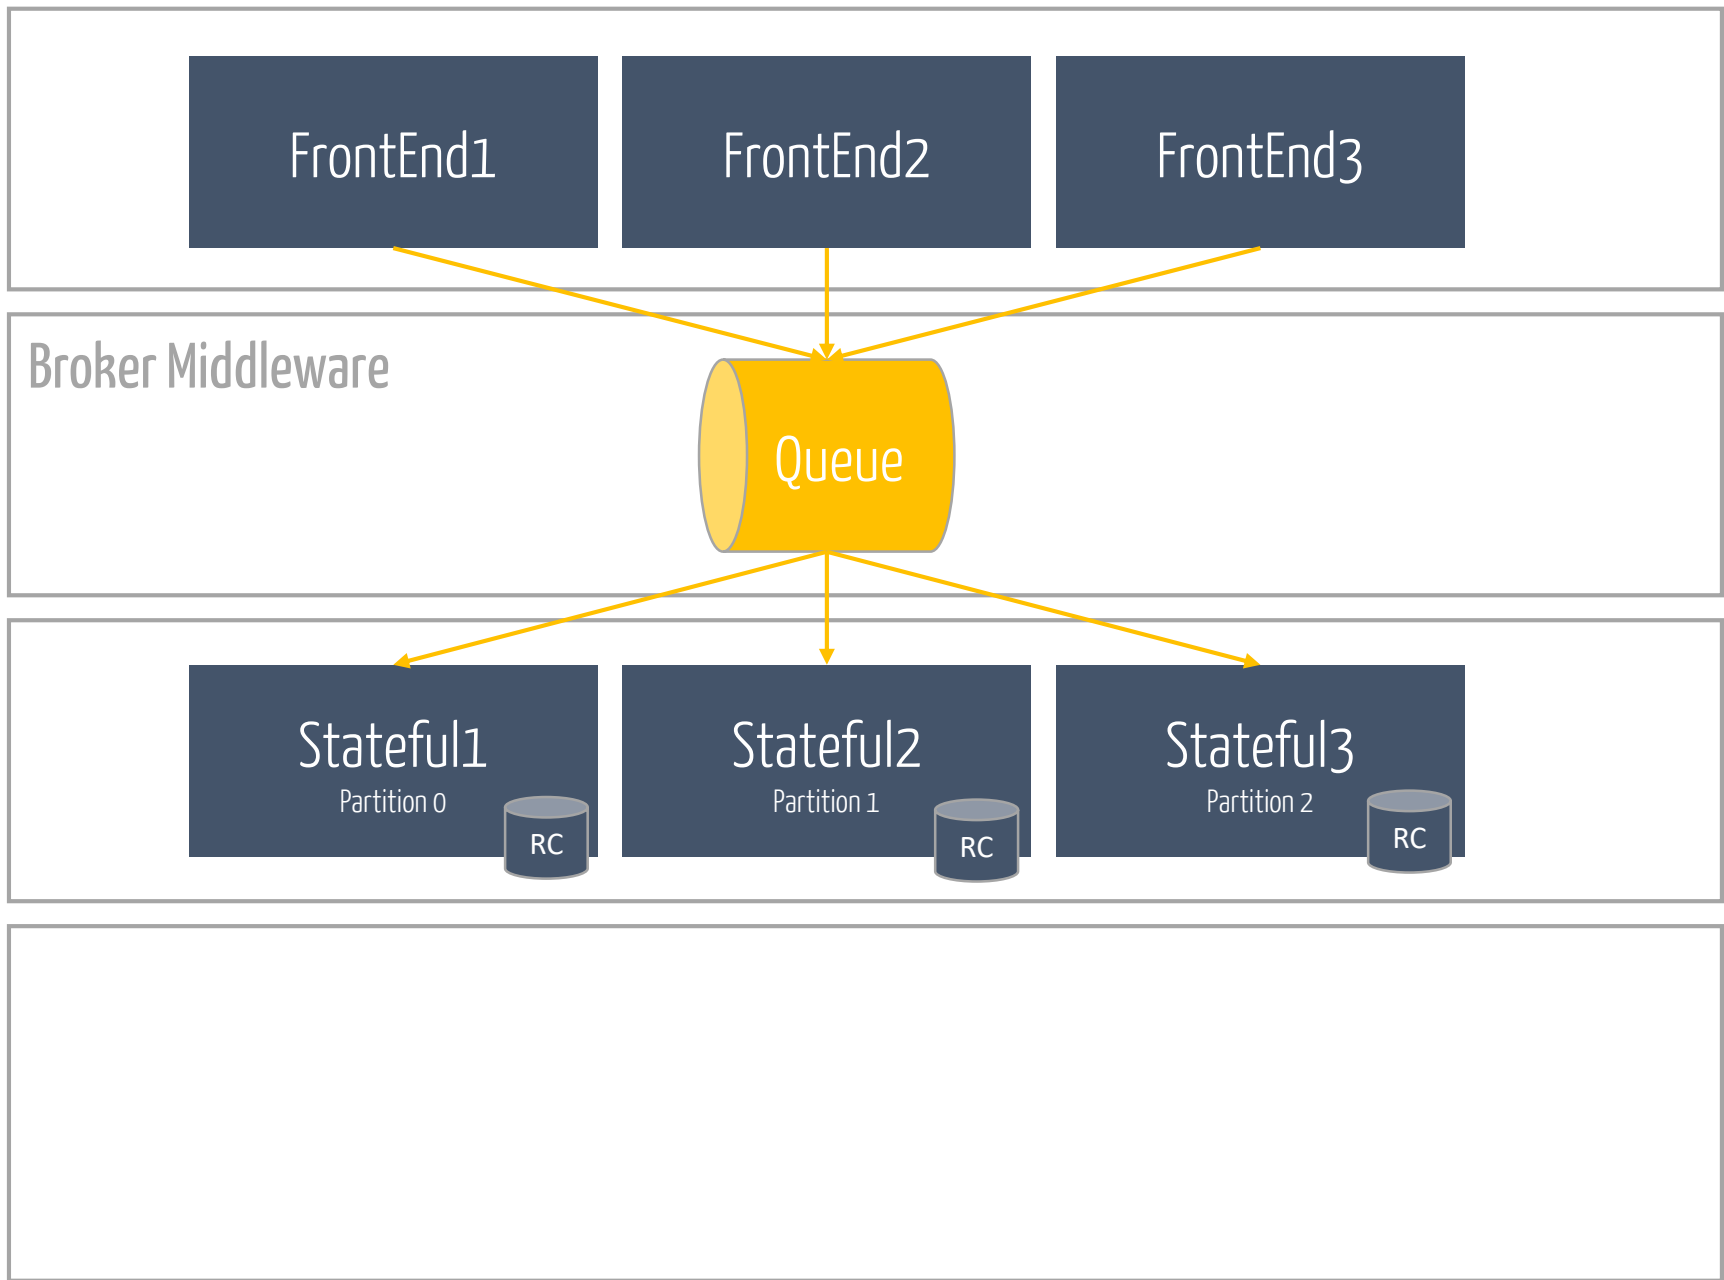 FrontEnd1
FrontEnd2
FrontEnd3
Broker Middleware
Queue
Stateful1
Partition 0
RC
Stateful2
Partition 1
RC
Stateful3
Partition 2
RC